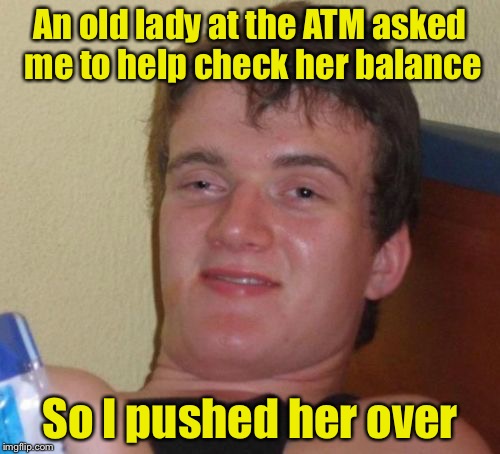 An old lady at the ATM asked
me to help check her balance
So I pushed her over
imgflip.com